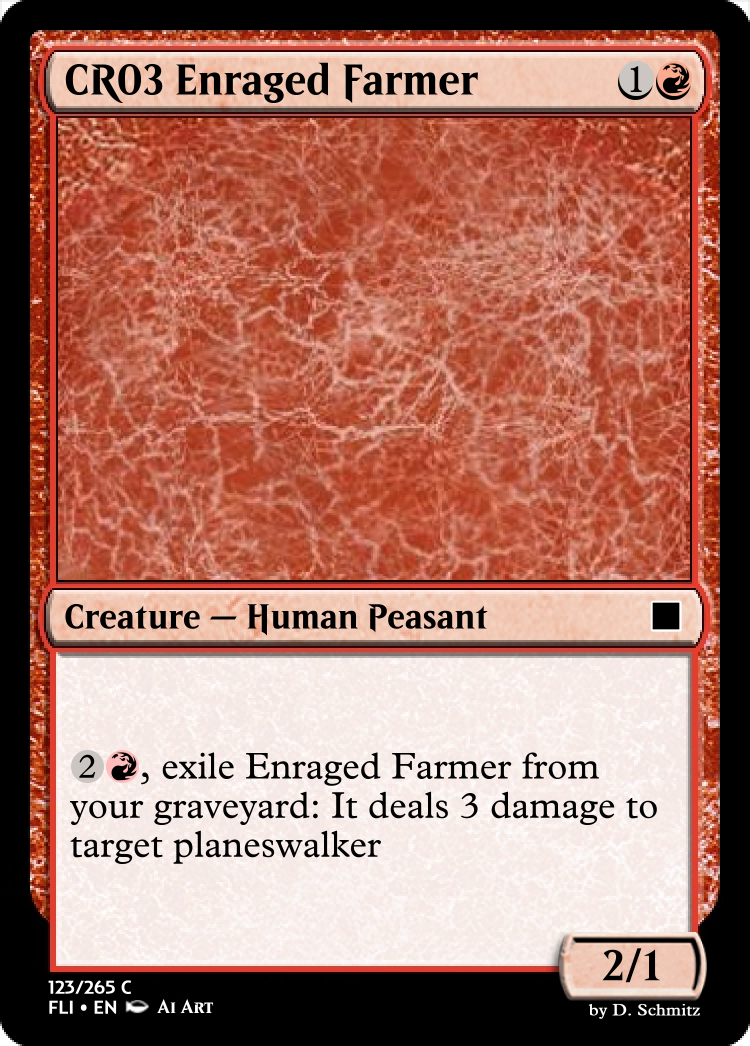 CR03 Enraged Farmer 1
Creature — Human Peasant
2 , exile Enraged Farmer from
your graveyard: It deals 3 damage to
target planeswalker
2/1
123/265 C
FLI • EN AI ART
by D. Schmitz